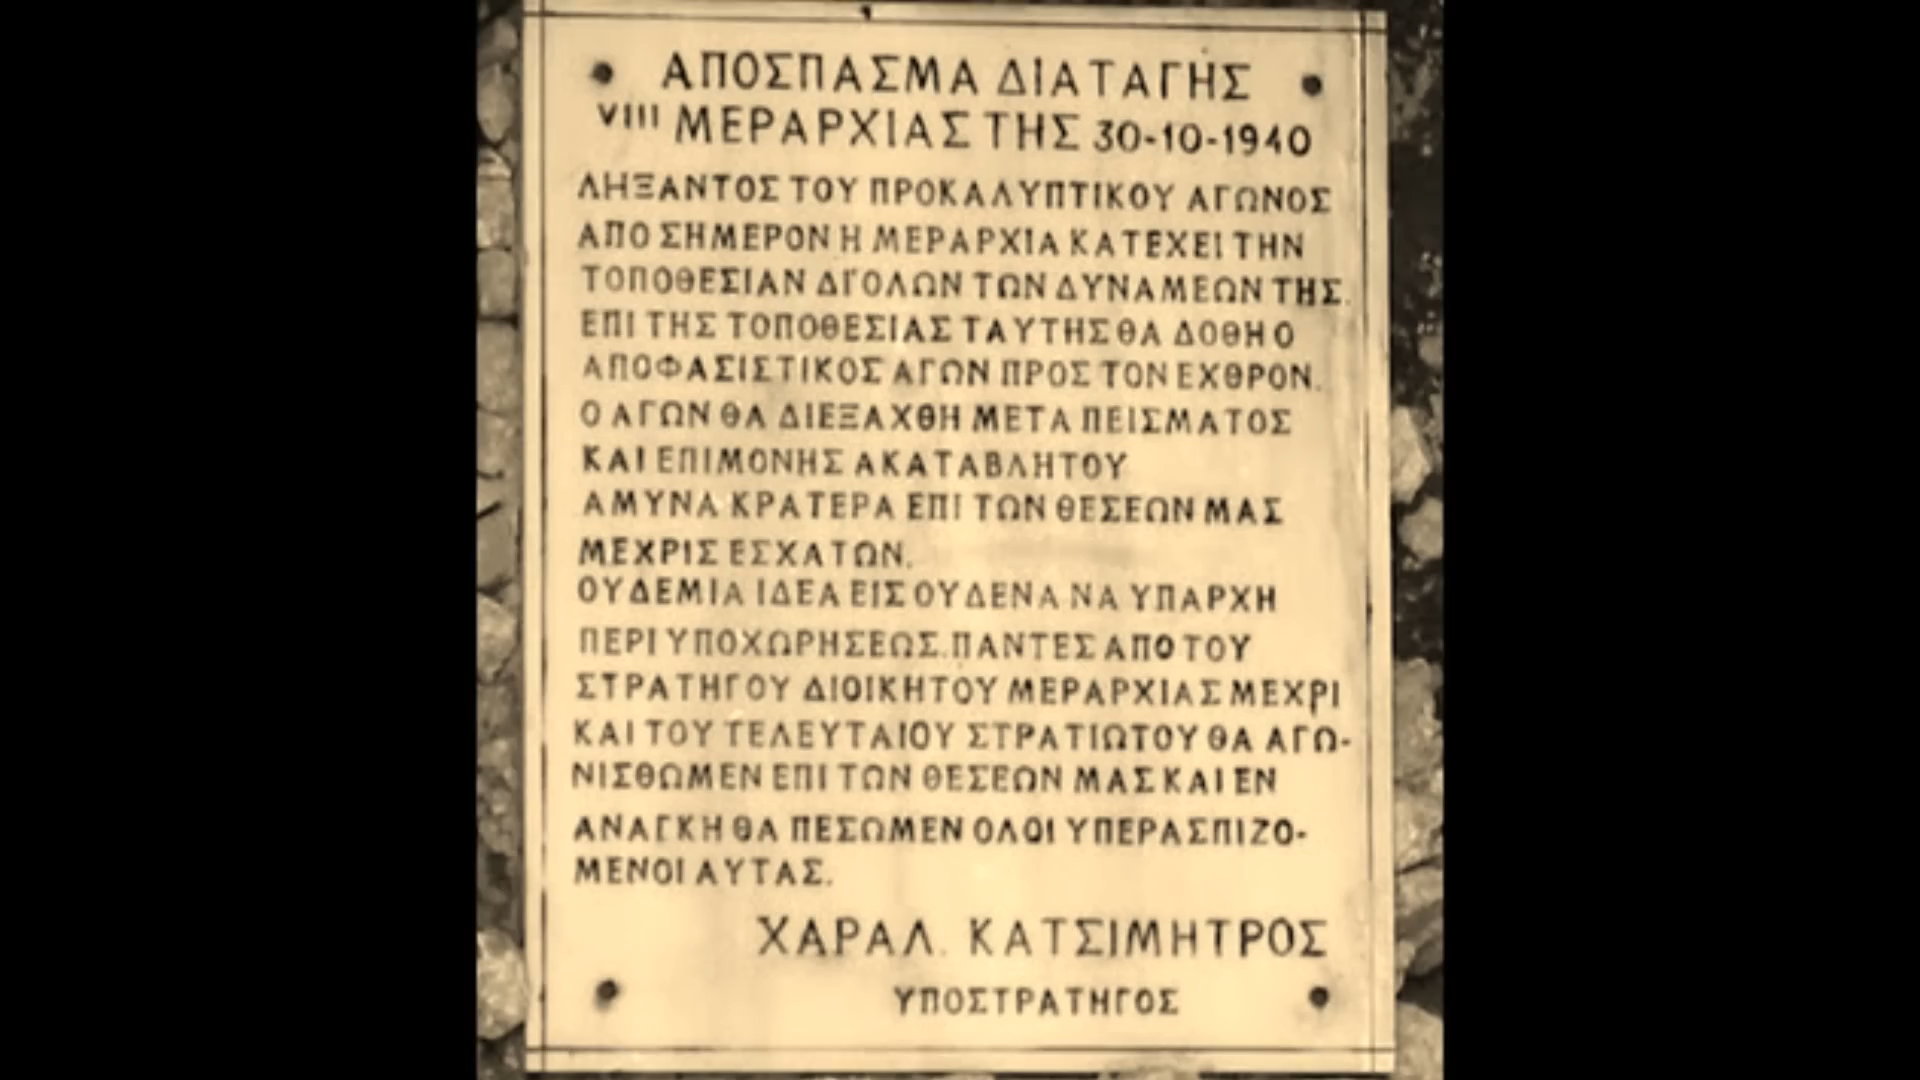 ΑΠΟΣΠΑΣΜΑ ΔΙΑΤΑΓΗΣ
VIII ΜΕΡΑΡΧΙΑΣ ΤΗΣ 30-10-1940
ΛΗΞΑΝΤΟΣ ΤΟΥ ΠΡΟΚΑΛΥΠΤΙΚΟΥ ΑΓΩΝΟΣ
ΑΠΟ ΣΗΜΕΡΟΝ Η ΜΕΡΑΡΧΙΑ ΚΑΤΕΧΕΙ ΤΗΝ
ΤΟΠΟΘΕΣΙΑΝ ΔΓΟΛΩΝ ΤΩΝ ΔΥΝΑΜΕΩΝ ΤΗΣ.
ΕΠΙ ΤΗΣ ΤΟΠΟΘΕΣΙΑΣ ΤΑΥΤΗΣ ΘΑ ΔΟΘΗ Ο
ΑΠΟΦΑΣΙΣΤΙΚΟΣ ΑΓΩΝ ΠΡΟΣ ΤΟΝ ΕΧΘΡΟΝ.
Ο ΑΓΩΝ ΘΑ ΔΙΕΞΑΧΘΗ ΜΕΤΑ ΠΕΙΣΜΑΤΟΣ
ΚΑΙ ΕΠΙΜΟΝΗΣ ΑΚΑΤΑΒΛΗΤΟΥ
ΑΜΥΝΑ ΚΡΑΤΕΡΑ ΕΠΙ ΤΩΝ ΘΕΣΕΩΝ ΜΑΣ
ΜΕΧΡΙΣ ΕΣΧΑΤΩΝ.
ΟΥΔΕΜΙΑ ΙΔΕΑ ΕΙΣ ΟΥΔΕΝΑ ΝΑ ΥΠΑΡΧΗ
ΠΕΡΙ ΥΠΟΧΩΡΗΣΕΩΣ. ΠΑΝΤΕΣ ΑΠΟ ΤΟΥ
ΣΤΡΑΤΗΓΟΥ ΔΙΟΙΚΗΤΟΥ ΜΕΡΑΡΧΙΑΣ ΜΕΧΡΙ
ΚΑΙ ΤΟΥ ΤΕΛΕΥΤΑΙΟΥ ΣΤΡΑΤΙΩΤΟΥ ΘΑ ΑΓΩ-
ΝΙΣΘΩΜΕΝ ΕΠΙ ΤΩΝ ΘΕΣΕΩΝ ΜΑΣ ΚΑΙ ΕΝ
ΑΝΑΓΚΗ ΘΑ ΠΕΣΩΜΕΝ ΟΛΟΙ ΥΠΕΡΑΣΠΙΖΟ-
ΜΕΝΟΙ ΑΥΤΑΣ.
ΧΑΡΑΛ. ΚΑΤΣΙΜΗΤΡΟΣ
ΥΠΟΣΤΡΑΤΗΓΟΣ